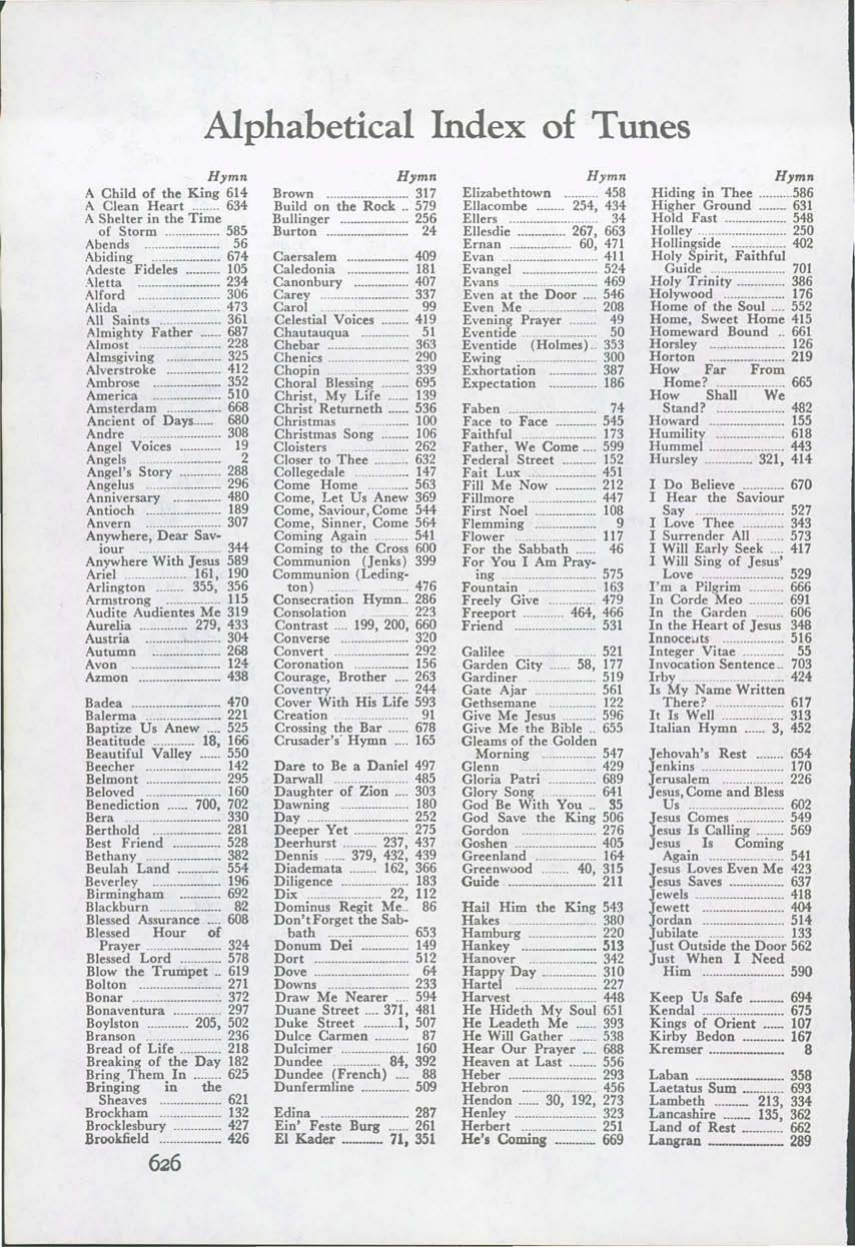 Alphabetical Index of Tunes
Hymn
A Child of the King 614
A Clean Heart ...... 634
A Shelter in the Time
of Storm ...... 585
Abends ...... 56
Abiding ...... 674
Adeste Fideles ...... 105
Aletta ...... 234
Alford ...... 306
Alida ...... 473
All Saints ...... 361
Almighty Father ...... 687
Almost ...... 228
Almsgiving ...... 325
Alverstroke ...... 412
Ambrose ...... 352
America ...... 510
Amsterdam ...... 668
Ancient of Days...... 680
Andre ...... 308
Angel Voices ...... 19
Angels ...... 2
Angel's Story ...... 288
Angelus ...... 296
Anniversary ...... 480
Antioch ...... 189
Anvern ...... 307
Anywhere, Dear Sav-
iour ...... 344
Anywhere With Jesus 589
Ariel ...... 161, 190
Arlington ...... 355, 356
Armstrong ...... 115
Audite Audientes Me 319
Aurelia ...... 279, 433
Austria ...... 304
Autumn ...... 268
Avon ...... 124
Azmon ...... 438
Badea ...... 470
Balerma ...... 221
Baptize Us Anew .... 525
Beatitude ...... 18, 166
Beautiful Valley ...... 550
Beecher ...... 142
Belmont ...... 295
Beloved ...... 160
Benediction ...... 700, 702
Bera ...... 330
Berthold ...... 281
Best Friend ...... 528
Bethany ...... 382
Beulah Land ...... 554
Beverley ...... 196
Birmingham ...... 692
Blackburn ...... 82
Blessed Assurance ... 608
Blessed Hour of
Prayer ...... 324
Blessed Lord ...... 578
Blow the Trumpet .. 619
Bolton ...... 271
Bonar ...... 372
Bonaventura ...... 297
Boylston ...... 205, 502
Branson ...... 236
Bread of Life ...... 218
Breaking of the Day 182
Bring Them In ...... 625
Bringing in the
Sheaves ...... 621
Brockham ...... 132
Brocklesbury ...... 427
Brookfield ...... 426
Hymn
Brown ...... 317
Build on the Rock .. 579
Bullinger ...... 256
Burton ...... 24
Caersalem ...... 409
Caledonia ...... 181
Canonbury ...... 407
Carey ...... 337
Carol ...... 99
Celestial Voices ...... 419
Chautauqua ...... 51
Chebar ...... 363
Chenics ...... 290
Chopin ...... 339
Choral Blessing ...... 695
Christ, My Life ...... 139
Christ Returneth ...... 536
Christmas ...... 100
Christmas Song ...... 106
Cloisters ...... 262
Closer to Thee ...... 632
Collegedale ...... 147
Come Home ...... 563
Come, Let Us Anew 369
Come, Saviour, Come 544
Come, Sinner, Come 564
Coming Again ...... 541
Coming to the Cross 600
Communion (Jenks) 399
Communion (Leding-
ton) ...... 476
Consecration Hymn.. 286
Consolation ...... 223
Contrast .... 199, 200, 660
Converse ...... 320
Convert ...... 292
Coronation ...... 156
Courage, Brother .... 263
Coventry ...... 244
Cover With His Life 593
Creation ...... 91
Crossing the Bar ...... 678
Crusader's Hymn .... 165
Dare to Be a Daniel 497
Darwall ...... 485
Daughter of Zion .... 303
Dawning ...... 180
Day ...... 252
Deeper Yet ...... 275
Deerhurst ...... 237, 437
Dennis ...... 379, 432, 439
Diademata ...... 162, 366
Diligence ...... 183
Dix ...... 22, 112
Dominus Regit Me.. 86
Don't Forget the Sab-
bath ...... 653
Donum Dei ...... 149
Dort ...... 512
Dove ...... 64
Downs ...... 233
Draw Me Nearer .... 594
Duane Street .... 371, 481
Duke Street ......1, 507
Dulce Carmen ...... 87
Dulcimer ...... 160
Dundee ...... 84, 392
Dundee (French) .... 88
Dunfermline ...... 509
Edina ...... 287
Ein' Feste Burg ...... 261
El Kader ...... 71, 351
Hymn
Elizabethtown ...... 458
Ellacombe ...... 254, 434
Ellers ...... 34
Ellesdie ...... 267, 663
Ernan ...... 60, 471
Evan ...... 411
Evangel ...... 524
Evans ...... 469
Even at the Door .... 546
Even Me ...... 208
Evening Prayer ...... 49
Eventide ...... 50
Eventide (Holmes).. 353
Ewing ...... 300
Exhortation ...... 387
Expectation ...... 186
Faben ...... 74
Face to Face ...... 545
Faithful ...... 173
Father, We Come .... 599
Federal Street ...... 152
Fait Lux ...... 451
Fill Me Now ...... 212
Fillmore ...... 447
First Noel ...... 108
Flemming ...... 9
Flower ...... 117
For the Sabbath ...... 46
For You I Am Pray-
ing ...... 575
Fountain ...... 163
Freely Give ...... 479
Freeport ...... 464, 466
Friend ...... 531
Galilee ...... 521
Garden City ...... 58, 177
Gardiner ...... 519
Gate Ajar ...... 561
Gethsemane ...... 122
Give Me Jesus ...... 596
Give Me the Bible .. 655
Gleams of the Golden
Morning ...... 547
Glenn ...... 429
Gloria Patri ...... 689
Glory Song ...... 641
God Be With You .. 35
God Save the King 506
Gordon ...... 276
Goshen ...... 405
Greenland ...... 164
Greenwood ...... 40, 315
Guide ...... 211
Hail Him the King 543
Hakes ...... 380
Hamburg ...... 220
Hankey ...... 513
Hanover ...... 342
Happy Day ...... 310
Hartel ...... 227
Harvest ...... 448
He Hideth My Soul 651
He Leadeth Me ...... 393
He Will Gather ...... 538
Hear Our Prayer .... 688
Heaven at Last ...... 556
Heber ...... 293
Hebron ...... 456
Hendon ...... 30, 192, 273
Henley ...... 323
Herbert ...... 251
He's Coming ...... 669
Hymn
Hiding in Thee ......586
Higher Ground ...... 631
Hold Fast ...... 548
Holley ...... 250
Hollingside ...... 402
Holy Spirit, Faithful
Guide ...... 701
Holy Trinity ...... 386
Holywood ...... 176
Home of the Soul .... 552
Home, Sweet Home 415
Homeward Bound .. 661
Horsley ...... 126
Horton ...... 219
How Far From
Home? ...... 665
How Shall We
Stand? ...... 482
Howard ...... 155
Humility ...... 618
Hummel ...... 443
Hursley ...... 321, 414
I Do Believe ...... 670
I Hear the Saviour
Say ...... 527
I Love Thee ...... 343
I Surrender All ...... 573
I Will Early Seek .... 417
I Will Sing of Jesus'
Love ...... 529
I'm a Pilgrim ...... 666
In Corde Meo ...... 691
In the Garden ...... 606
In the Heart of Jesus 348
Innocents ...... 516
Integer Vitae ...... 55
Invocation Sentence.. 703
Irby ...... 424
Is My Name Written
There? ...... 617
It Is Well ...... 313
Italian Hymn ...... 3, 452
Jehovah's Rest ...... 654
Jenkins ...... 170
Jerusalem ...... 226
Jesus, Come and Bless
Us ...... 602
Jesus Comes ...... 549
Jesus Is Calling ...... 569
Jesus Is Coming
Again ...... 541
Jesus Loves Even Me 423
Jesus Saves ...... 637
Jewels ...... 418
Jewett ...... 404
Jordan ...... 514
Jubilate ...... 133
Just Outside the Door 562
Just When I Need
Him ...... 590
Keep Us Safe ...... 694
Kendal ...... 675
Kings of Orient ...... 107
Kirby Bedon ...... 167
Kremser ...... 8
Laban ...... 358
Laetatus Sum ...... 693
Lambeth ...... 213, 334
Lancashire ...... 135, 362
Land of Rest ...... 662
Langran ...... 289
626